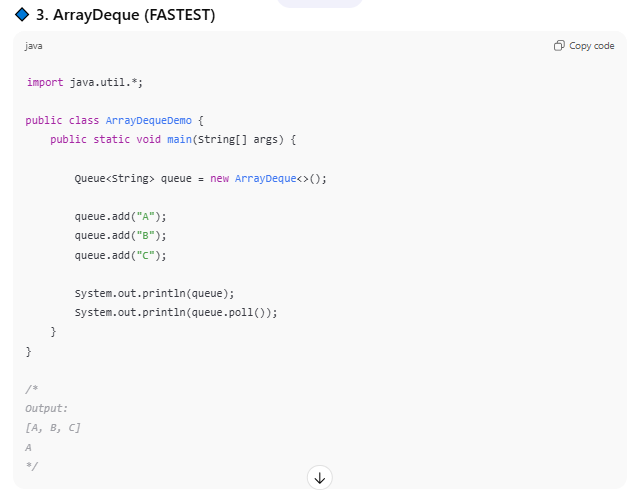 3. ArrayDeque (FASTEST)
java
Copy code
import java.util.*;
public class ArrayDequeDemo {
    public static void main(String[] args) {
        Queue<String> queue = new ArrayDeque<>();
        queue.add("A");
        queue.add("B");
        queue.add("C");
        System.out.println(queue);
        System.out.println(queue.poll());
    }
}
/*
Output:
[A, B, C]
A
*/